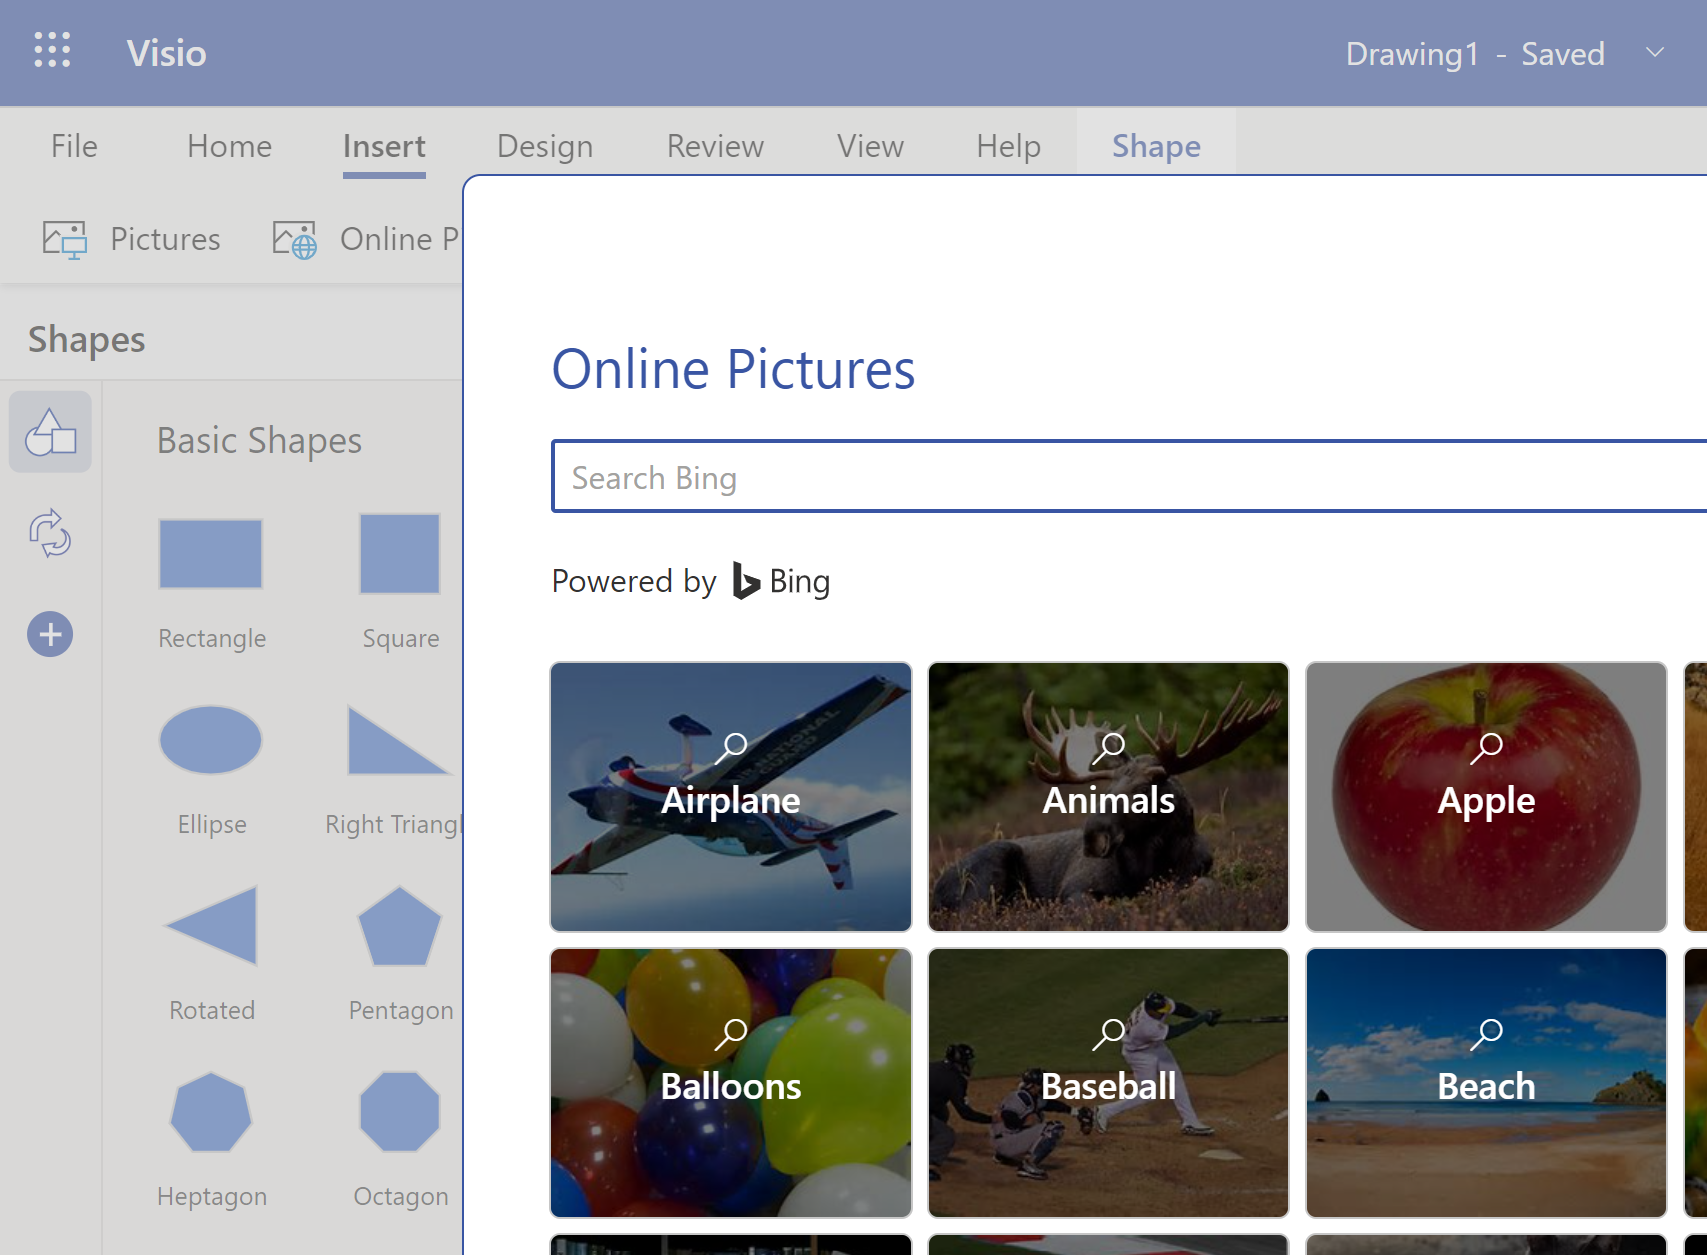 Visio
Drawing1 - Saved
File Home Insert Design Review View Help Shape
Pictures Online P
Shapes
Online Pictures
Basic Shapes
Search Bing
Powered by Bing
Rectangle Square
Ellipse Right Triangl
Rotated Pentagon
Heptagon Octagon
Airplane Animals Apple
NATIONAL
GUARD
Balloons Baseball Beach